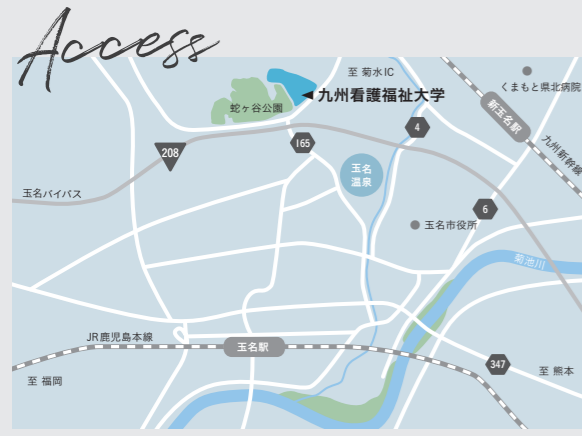 Access
至 菊水IC
くまもと県北病院
九州看護福祉大学
蛇ヶ谷公園
新玉名駅
4
165
208
九州新幹線
玉名
温泉
玉名バイパス
6
玉名市役所
菊池川
JR鹿児島本線
玉名駅
347
至 福岡
至 熊本